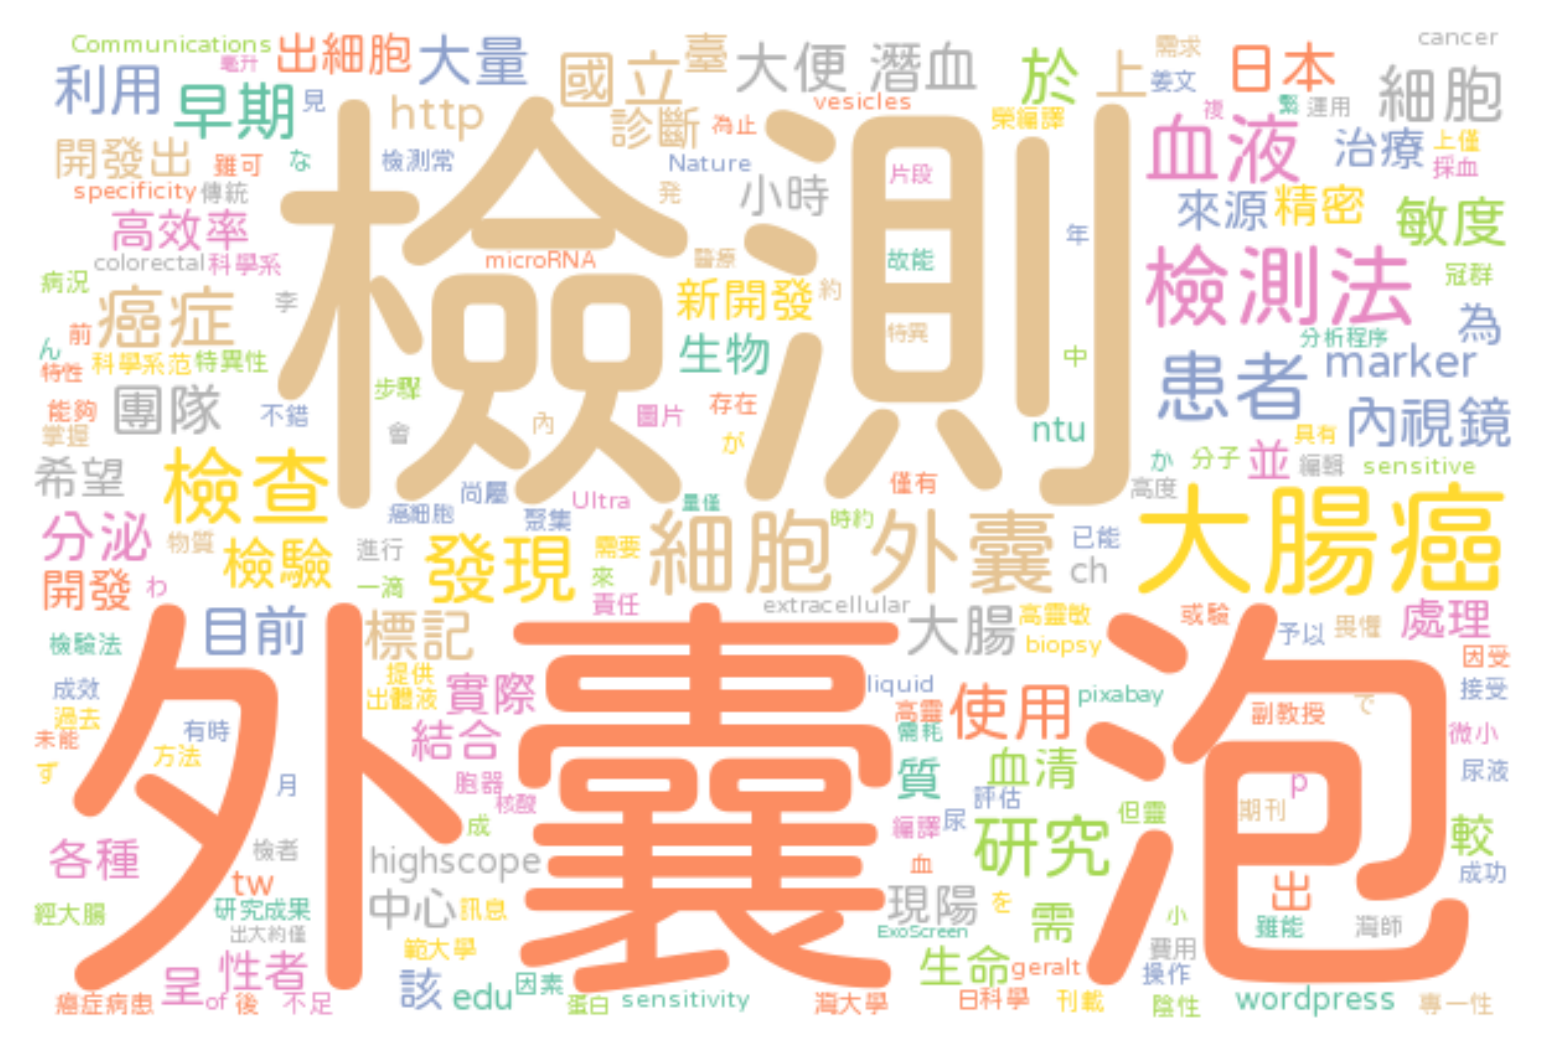 Communications
毫升
出細胞
大量
國立
臺
大便 潛血
於
上
需求
姜文
日本
cancer
利用
早期
見
http
診斷
為止
vesicles
榮編譯
複
繁
運用
細胞
開發出
雖可
な
檢測常
Nature
発
小時
片段
血液
治療
上僅
採血
specificity
傳統
檢測
來源
精密
敏度
高效率
年
colorectal
科學系
microRNA
醫療
故能
檢測法
冠群
病況
癌症
李
新開發
約
分析程序
為
前
ん
科學系范
特異性
生物
特異
中
患者
marker
特性
步驟
能夠
掌握
團隊
不錯
會
內
圖片
存在
が
ntu
內視鏡
具有
希望
檢查
尚屬
Ultra
量僅
僅有
か
分子
並
編輯
sensitive
高度
癌細胞
聚集
時約
大腸癌
分泌
物質
檢驗
進行
發現
需要
細胞 外囊
已能
ch
開發
わ
一滴
來
責任
extracellular
大腸
高靈敏
biopsy
或驗
予以
畏懼
處理
檢驗法
目前
標記
外囊泡
因受
成效
過去
提供
出體液
實際
liquid
高靈
需耗
使用
pixabay
副教授
で
接受
未能
有時
方法
ず
月
結合
微小
胞器
核酸
質
血清
p
尿液
成
編譯
尿
評估
但靈
期刊
各種
檢者
highscope
血
研究
較
成功
tw
中心
訊息
現陽
を
出
經大腸
研究成果
出大約僅
ExoScreen
需
小
雖能
灣師
範大學
費用
呈
性者
該
因素
生命
geralt
操作
癌症病患
of
後
不足
edu
蛋白
sensitivity
灣大學
日科學
刊載
陰性
wordpress
專一性